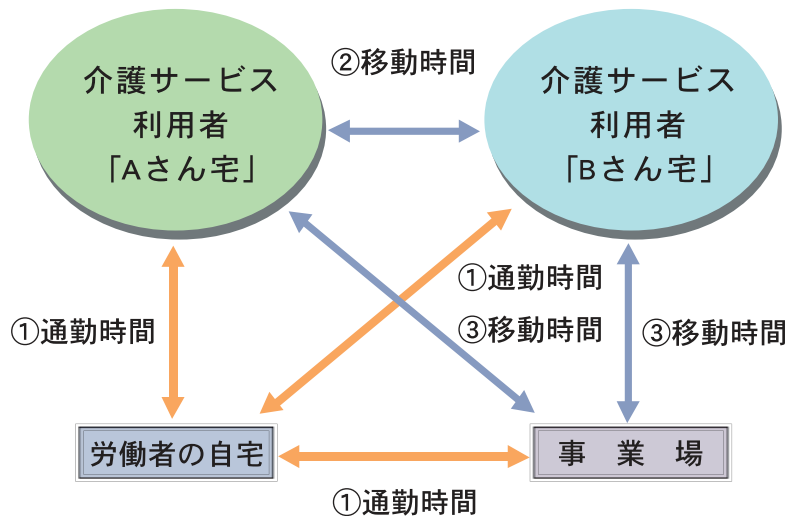 ②移動時間
介護サービス
利用者
「Aさん宅」
介護サービス
利用者
「Bさん宅」
①通勤時間
①通勤時間
③移動時間
③移動時間
労働者の自宅
事 業 場
①通勤時間